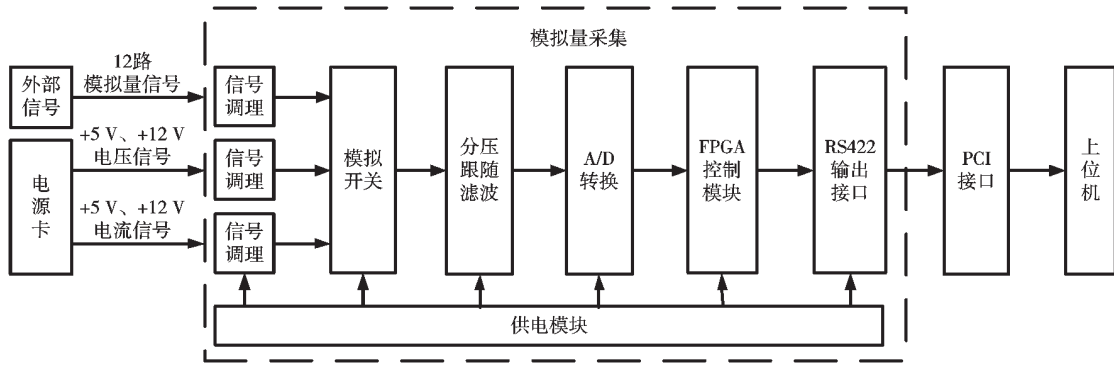 模拟量采集
12路
模拟量信号
外部
信号
信号
调理
+5 V、+12 V
电压信号
信号
调理
电
源
卡
+5 V、+12 V
电流信号
信号
调理
模拟
开关
分压
跟随
滤波
A/D
转换
FPGA
控制
模块
RS422
输出
接口
PCI
接口
上
位
机
供电模块